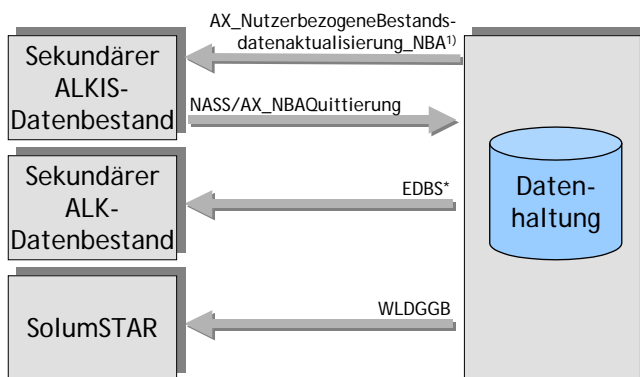 AX_NutzerbezogeneBestands-
datenaktualisierung_NBA1)
Sekundärer
ALKIS-
Datenbestand
NASS/AX_NBAQuittierung
Sekundärer
ALK-
Datenbestand
EDBS*
Daten-
haltung
SolumSTAR
WLDGGB